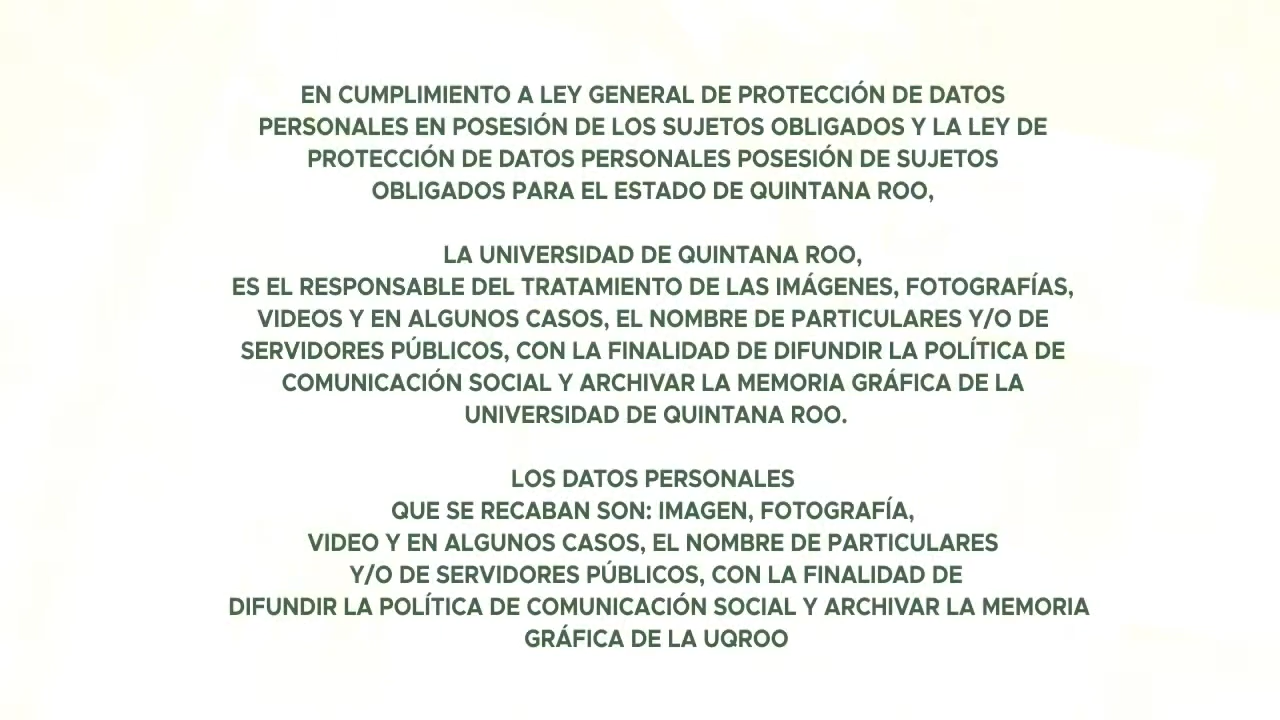 EN CUMPLIMIENTO A LEY GENERAL DE PROTECCIÓN DE DATOS
PERSONALES EN POSESIÓN DE LOS SUJETOS OBLIGADOS Y LA LEY DE
PROTECCIÓN DE DATOS PERSONALES POSESIÓN DE SUJETOS
OBLIGADOS PARA EL ESTADO DE QUINTANA ROO,
LA UNIVERSIDAD DE QUINTANA ROO,
ES EL RESPONSABLE DEL TRATAMIENTO DE LAS IMÁGENES, FOTOGRAFÍAS,
VIDEOS Y EN ALGUNOS CASOS, EL NOMBRE DE PARTICULARES Y/O DE
SERVIDORES PÚBLICOS, CON LA FINALIDAD DE DIFUNDIR LA POLÍTICA DE
COMUNICACIÓN SOCIAL Y ARCHIVAR LA MEMORIA GRÁFICA DE LA
UNIVERSIDAD DE QUINTANA ROO.
LOS DATOS PERSONALES
QUE SE RECABAN SON: IMAGEN, FOTOGRAFÍA,
VIDEO Y EN ALGUNOS CASOS, EL NOMBRE DE PARTICULARES
Y/O DE SERVIDORES PÚBLICOS, CON LA FINALIDAD DE
DIFUNDIR LA POLÍTICA DE COMUNICACIÓN SOCIAL Y ARCHIVAR LA MEMORIA
GRÁFICA DE LA UQROO